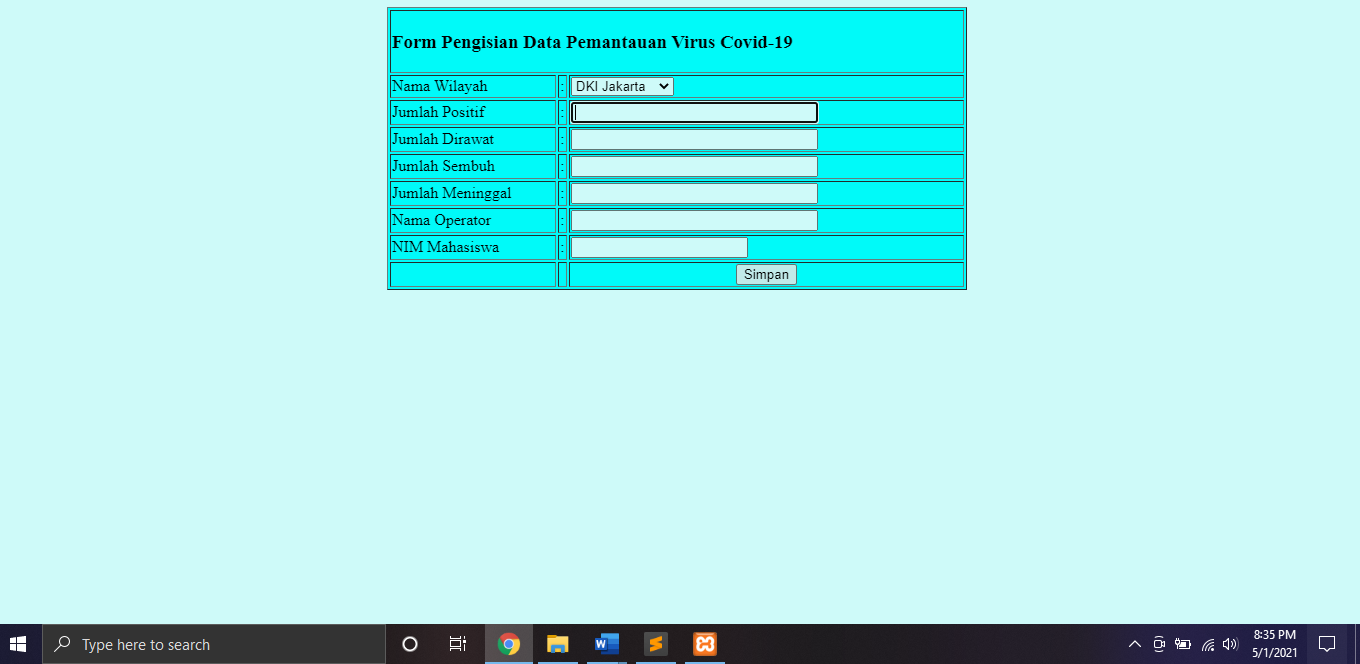 Form Pengisian Data Pemantauan Virus Covid-19
Nama Wilayah : DKI Jakarta
Jumlah Positif :
Jumlah Dirawat :
Jumlah Sembuh :
Jumlah Meninggal :
Nama Operator :
NIM Mahasiswa :
Simpan
Type here to search
8:35 PM
5/1/2021